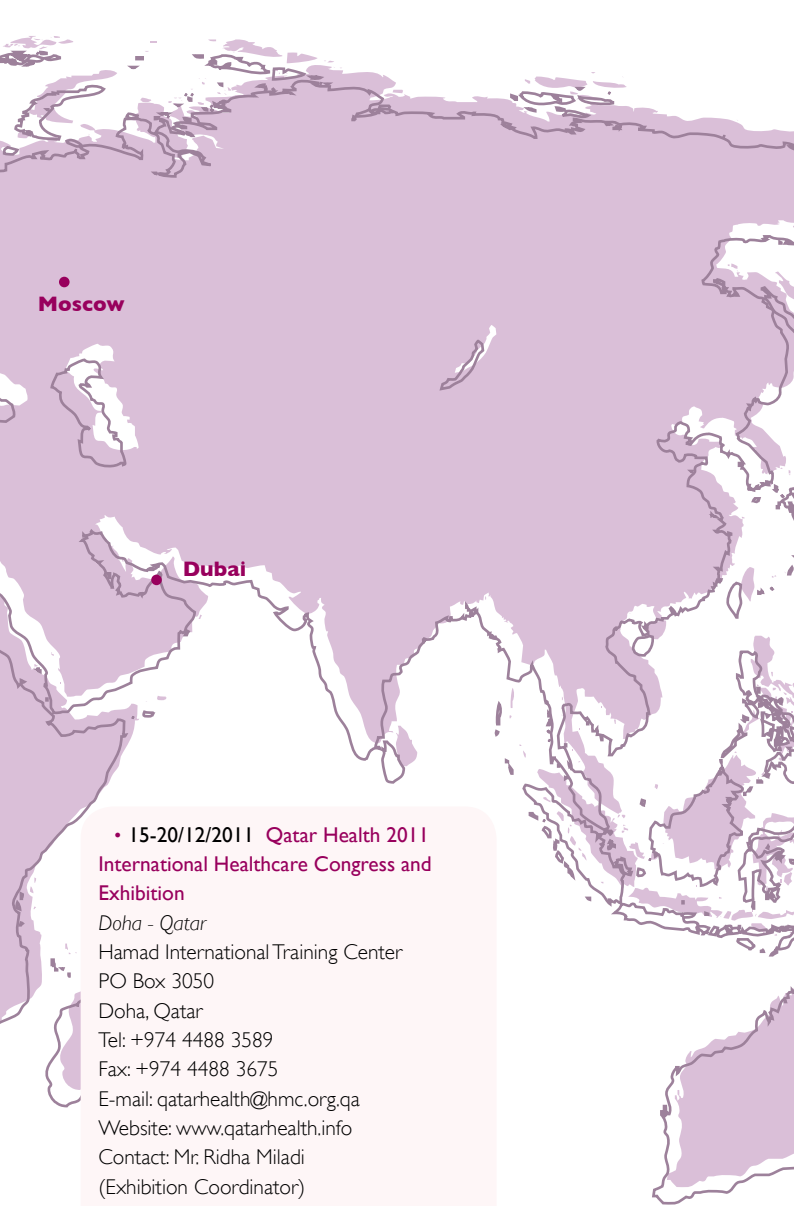 Moscow
Dubai
• 15-20/12/2011 Qatar Health 2011
International Healthcare Congress and
Exhibition
Doha - Qatar
Hamad International Training Center
PO Box 3050
Doha, Qatar
Tel: +974 4488 3589
Fax: +974 4488 3675
E-mail: qatarhealth@hmc.org.qa
Website: www.qatarhealth.info
Contact: Mr. Ridha Miladi
(Exhibition Coordinator)